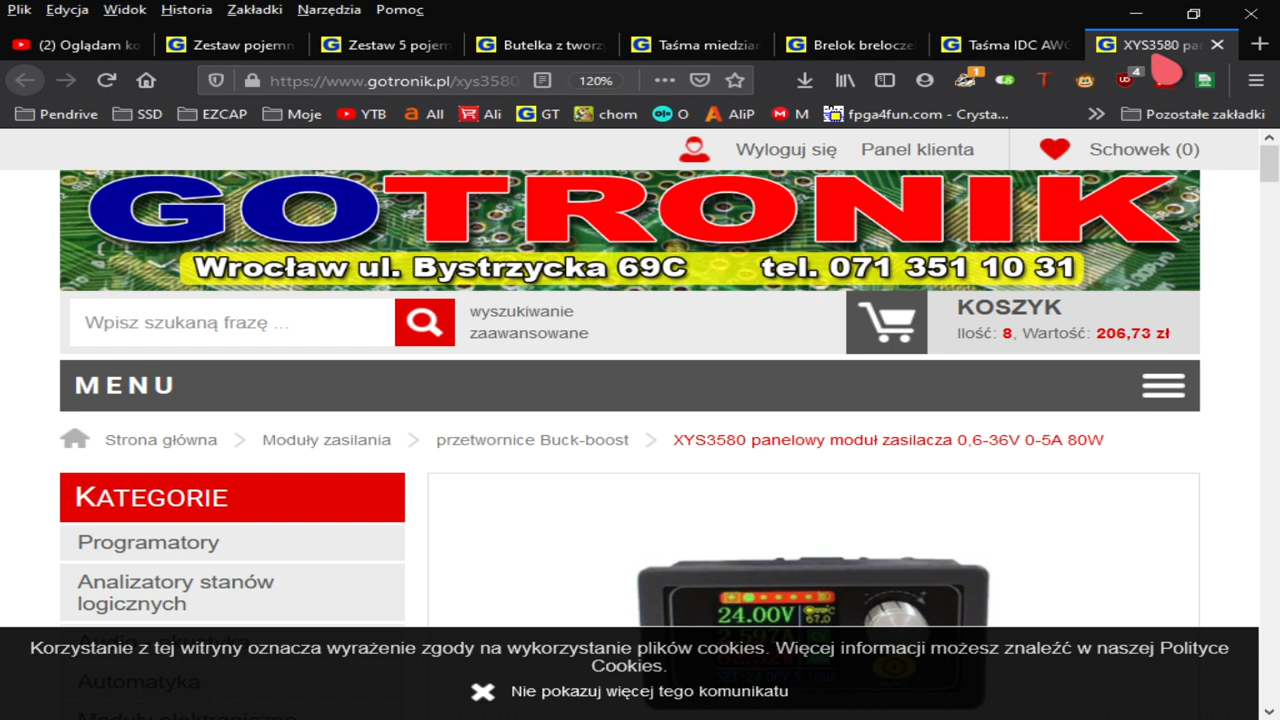 Plik Edycja Widok Historia Zakładki Narzędzia Pomoc
(2) Oglądam ko
Zestaw pojemn
Zestaw 5 pojem
Butelka z tworzy
Taśma miedzian
Brelok brelocze
Taśma IDC AWG
XYS3580 pa
https://www.gotronik.pl/xys3580
120%
1
4
Pendrive SSD EZCAP Moje YTB All Ali GT chom O AliP M fpga4fun.com - Crysta... Pozostałe zakładki
Wyloguj się Panel klienta Schowek (0)
GOTRONIK
Wrocław ul. Bystrzycka 69C tel. 071 351 10 31
Wpisz szukaną frazę ...
wyszukiwanie
zaawansowane
KOSZYK
Ilość: 8, Wartość: 206,73 zł
MENU
Strona główna Moduły zasilania przetwornice Buck-boost XYS3580 panelowy moduł zasilacza 0,6-36V 0-5A 80W
KATEGORIE
Programatory
Analizatory stanów
logicznych
24.00V
67.0
Korzystanie z tej witryny oznacza wyrażenie zgody na wykorzystanie plików cookies. Więcej informacji możesz znaleźć w naszej Polityce
Cookies.
Automatyka
Nie pokazuj więcej tego komunikatu